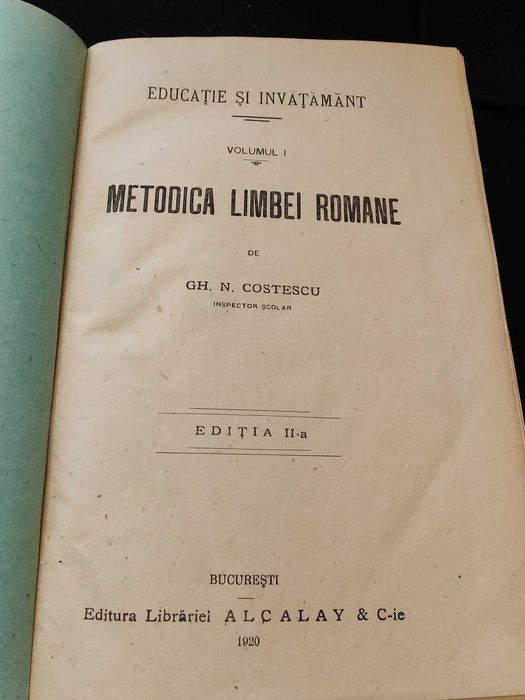 EDUCAȚIE ȘI INVĂȚĂMÂNT
VOLUMUL I
METODICA LIMBEI ROMANE
DE
GH. N. COSTESCU
INSPECTOR ȘCOLAR
EDIȚIA II-a
BUCUREȘTI
Editura Librăriei ALCALAY & C-ie
1920